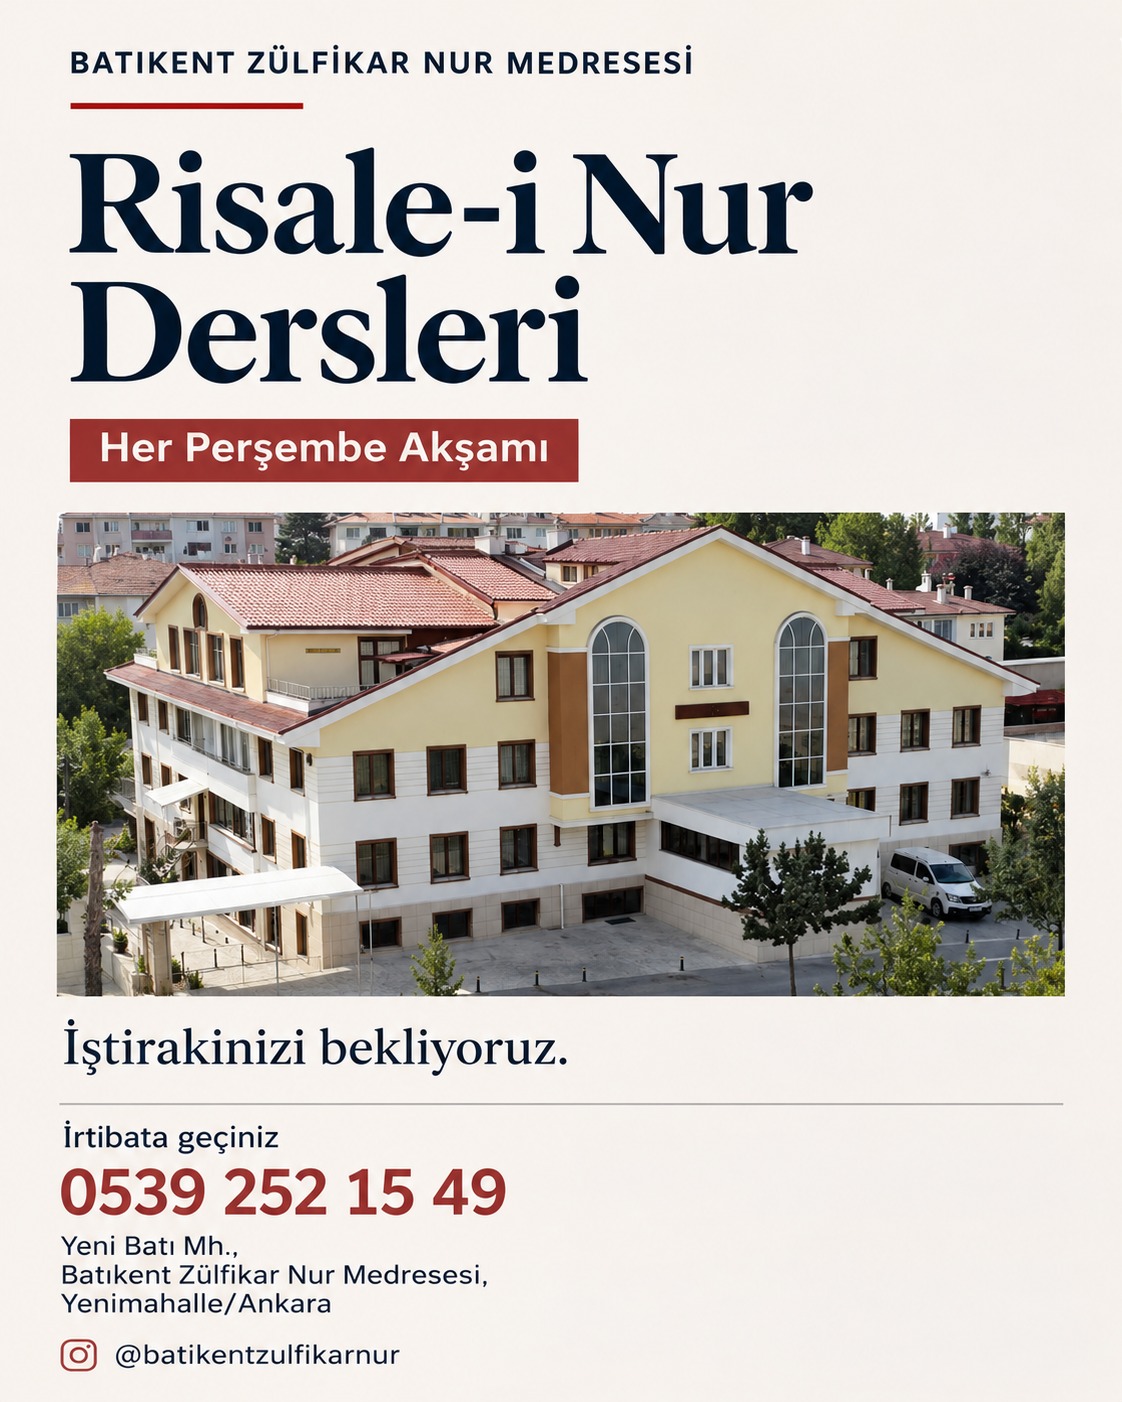 BATIKENT ZÜLFİKAR NUR MEDRESESİ
Risale-i Nur
Dersleri
Her Perşembe Akşamı
İştirakinizi bekliyoruz.
İrtibata geçiniz
0539 252 15 49
Yeni Batı Mh.,
Batıkent Zülfikar Nur Medresesi,
Yenimahalle/Ankara
@batikentzulfikarnur